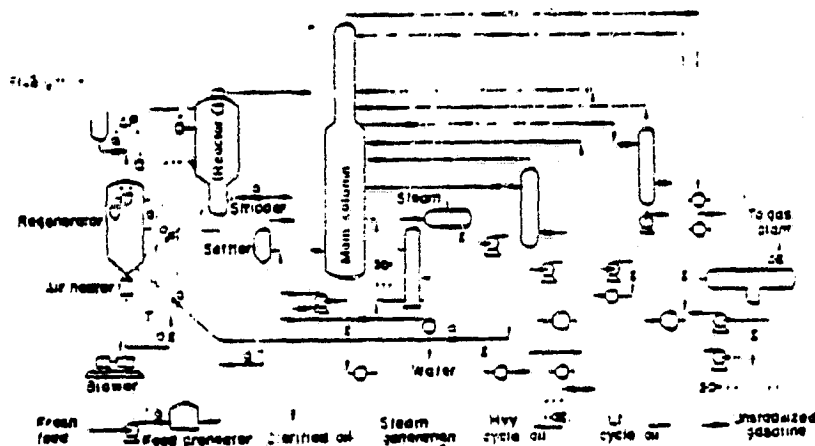 Reactor
Stripper
Main column
Steam
Regenerator
Settler
To gas
plant
Air heater
Blower
Water
Fresh
feed
Feed preheater
Clarified oil
Steam
generation
Hvy
cycle oil
cycle oil
Unstabilized
gasoline